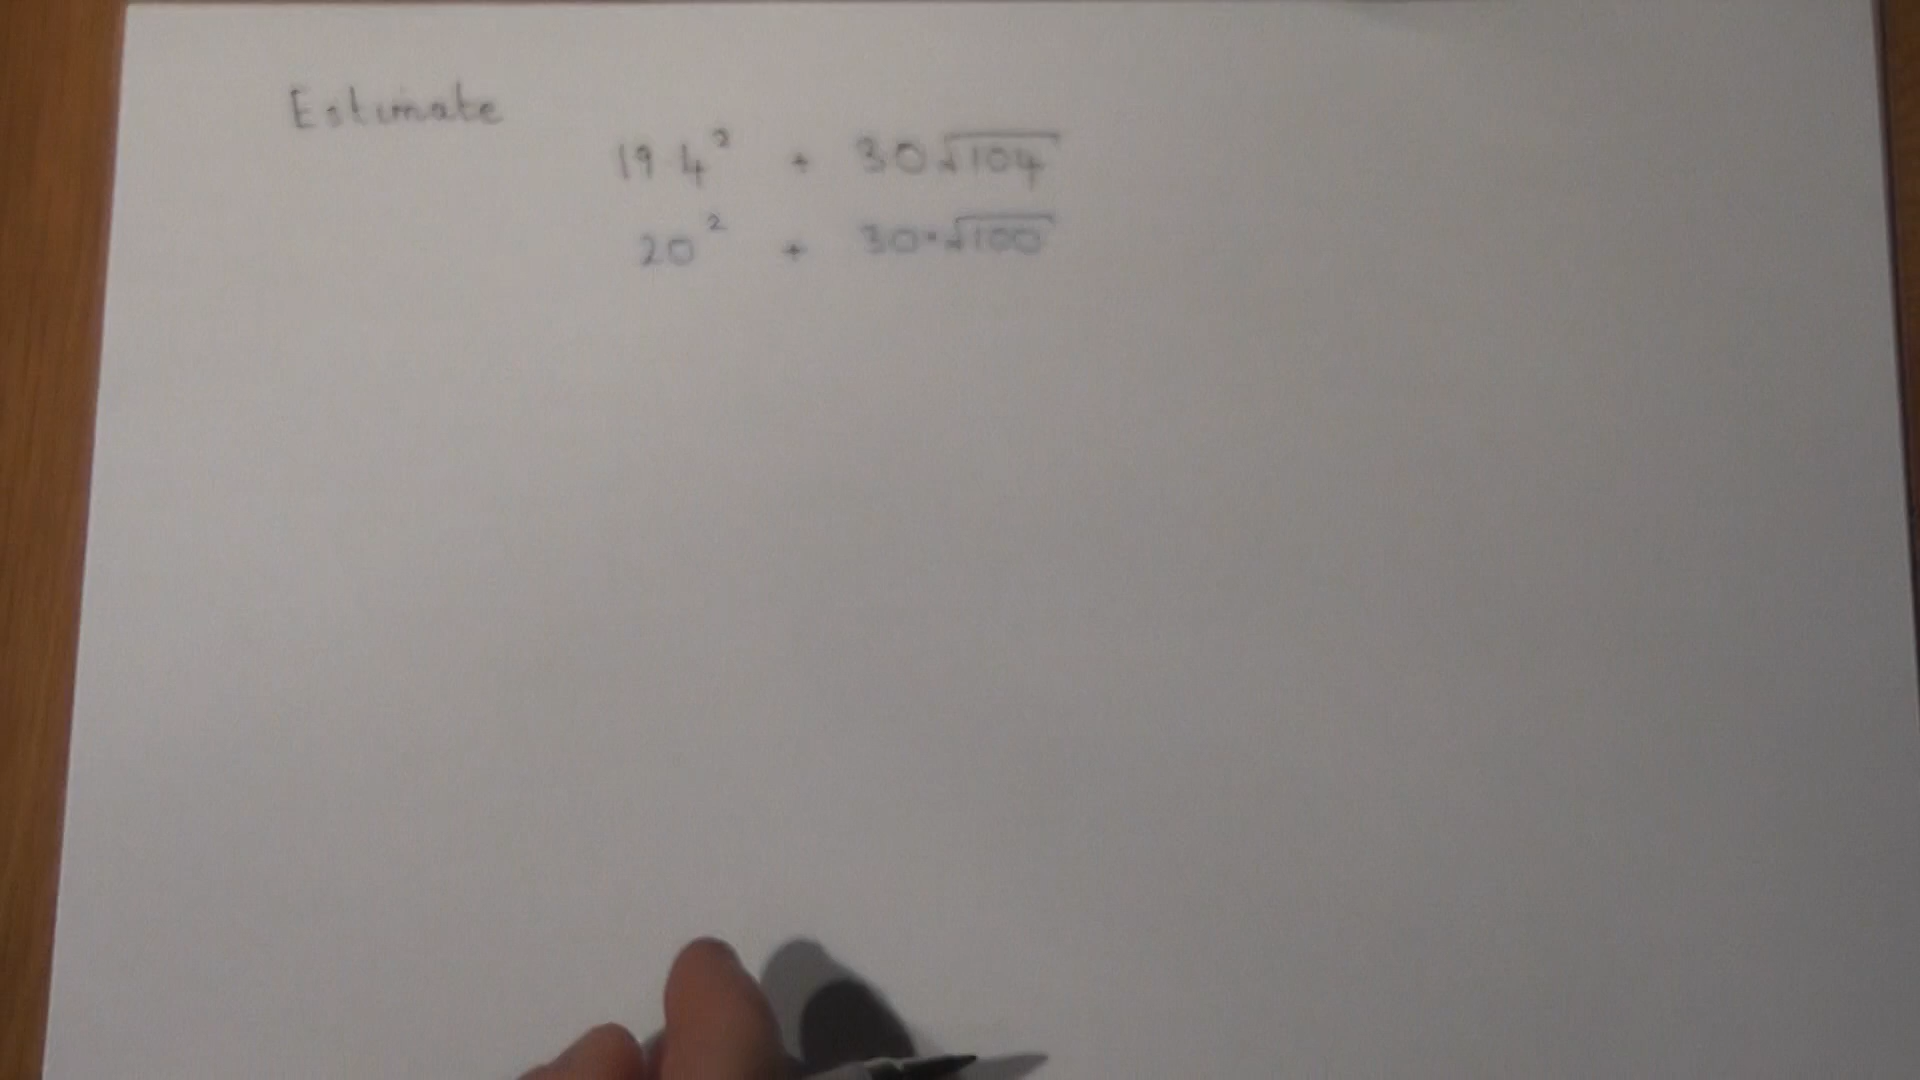 Estimate
19.4² + 30√104
20² + 30×√100